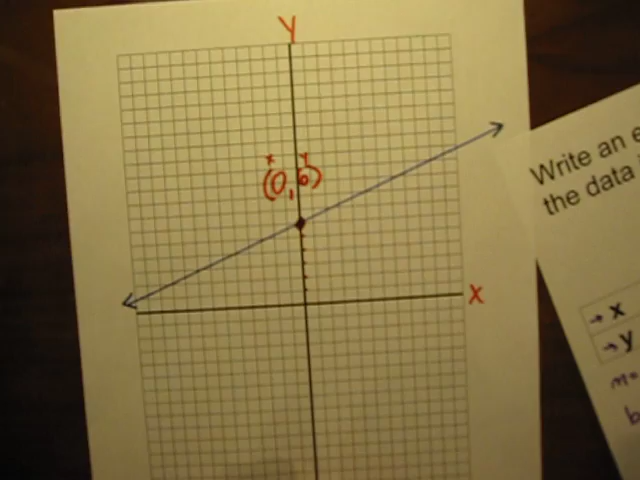 y
x y
(0,6)
x
Write an e
the data
→ x
→ y
m=
b